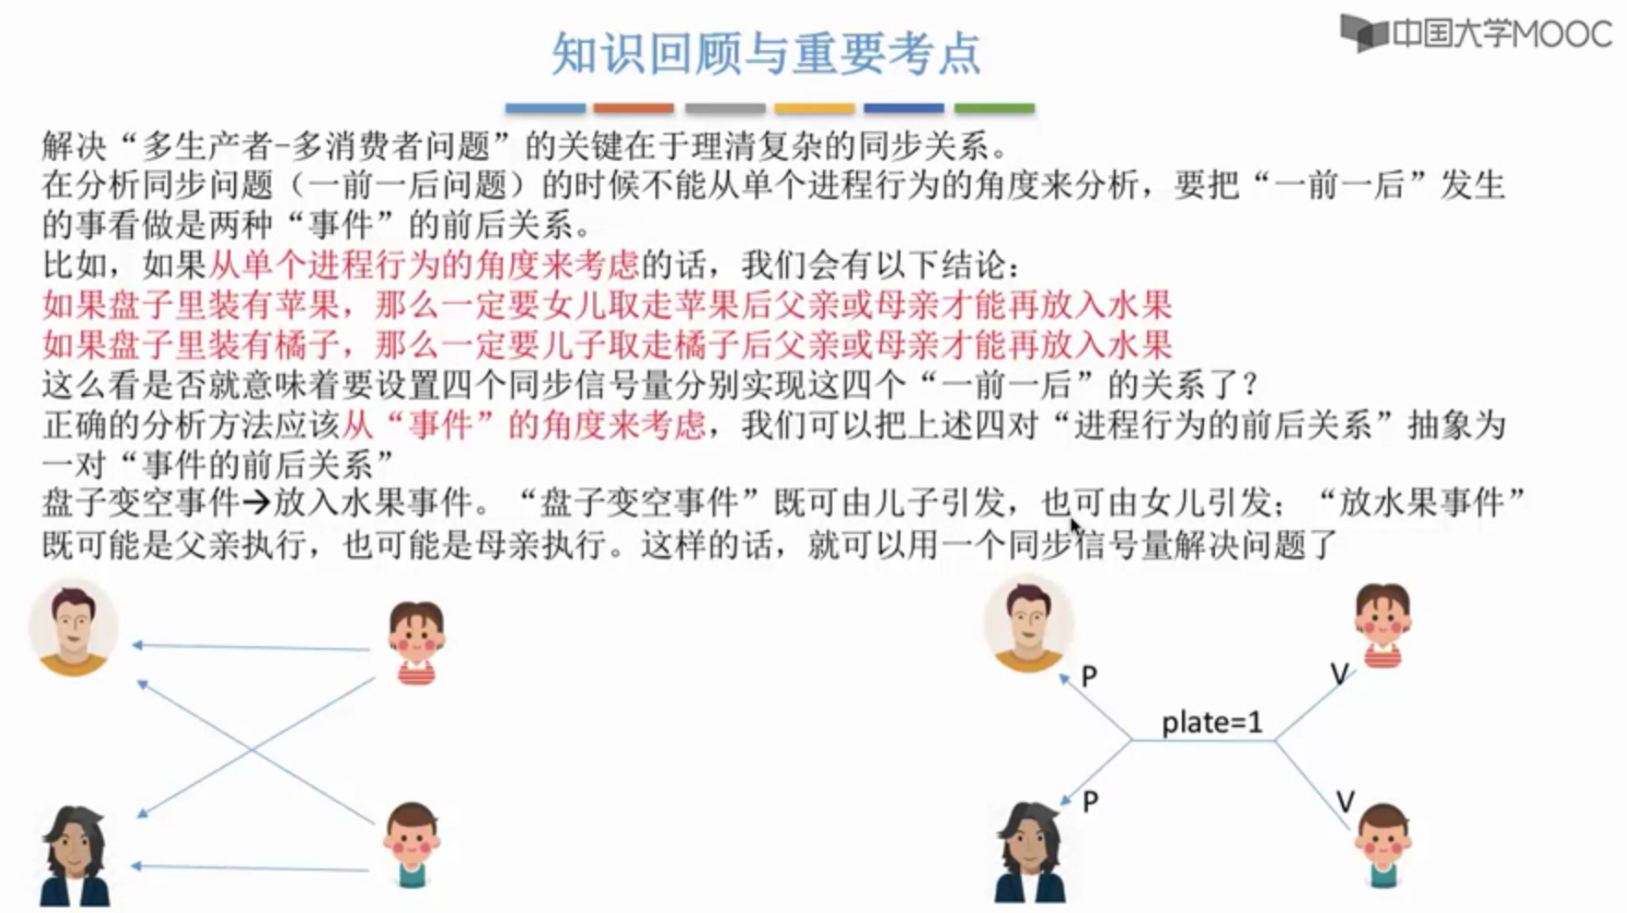 中国大学MOOC
知识回顾与重要考点
解决“多生产者-多消费者问题”的关键在于理清复杂的同步关系。
在分析同步问题（一前一后问题）的时候不能从单个进程行为的角度来分析，要把“一前一后”发生
的事看做是两种“事件”的前后关系。
比如，如果从单个进程行为的角度来考虑的话，我们会有以下结论：
如果盘子里装有苹果，那么一定要女儿取走苹果后父亲或母亲才能再放入水果
如果盘子里装有橘子，那么一定要儿子取走橘子后父亲或母亲才能再放入水果
这么看是否就意味着要设置四个同步信号量分别实现这四个“一前一后”的关系了？
正确的分析方法应该从“事件”的角度来考虑，我们可以把上述四对“进程行为的前后关系”抽象为
一对“事件的前后关系”
盘子变空事件→放入水果事件。“盘子变空事件”既可由儿子引发，也可由女儿引发；“放水果事件”
既可能是父亲执行，也可能是母亲执行。这样的话，就可以用一个同步信号量解决问题了
P
V
plate=1
P
V